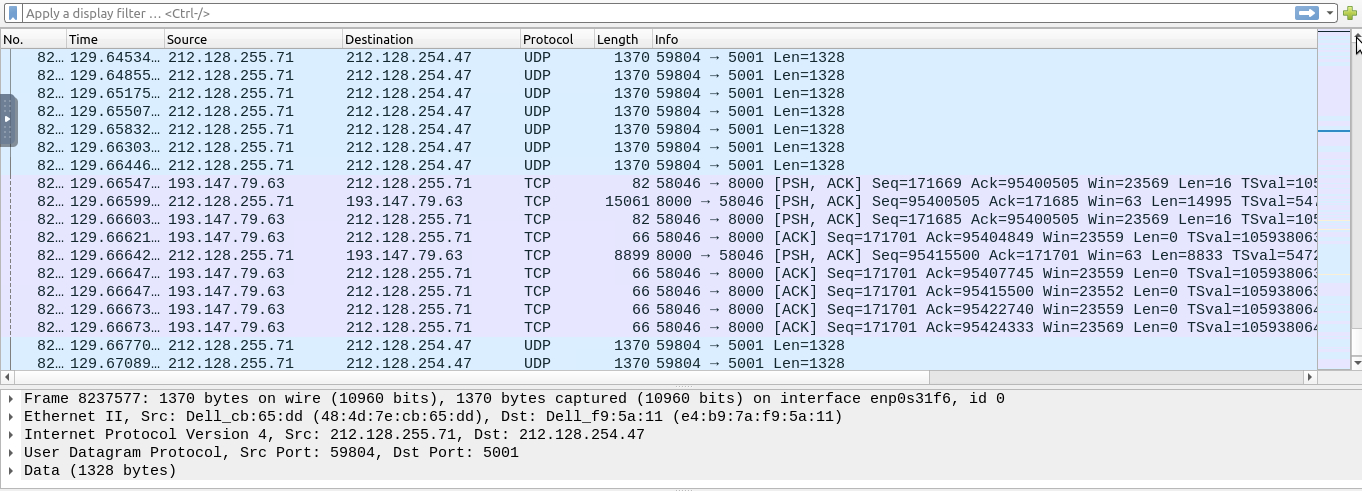 Apply a display filter … <Ctrl-/>
No. Time Source Destination Protocol Length Info
82… 129.64534… 212.128.255.71 212.128.254.47 UDP 1370 59804 → 5001 Len=1328
82… 129.64855… 212.128.255.71 212.128.254.47 UDP 1370 59804 → 5001 Len=1328
82… 129.65175… 212.128.255.71 212.128.254.47 UDP 1370 59804 → 5001 Len=1328
82… 129.65507… 212.128.255.71 212.128.254.47 UDP 1370 59804 → 5001 Len=1328
82… 129.65832… 212.128.255.71 212.128.254.47 UDP 1370 59804 → 5001 Len=1328
82… 129.66303… 212.128.255.71 212.128.254.47 UDP 1370 59804 → 5001 Len=1328
82… 129.66446… 212.128.255.71 212.128.254.47 UDP 1370 59804 → 5001 Len=1328
82… 129.66547… 193.147.79.63 212.128.255.71 TCP 82 58046 → 8000 [PSH, ACK] Seq=171669 Ack=95400505 Win=23569 Len=16 TSval=105
82… 129.66599… 212.128.255.71 193.147.79.63 TCP 15061 8000 → 58046 [PSH, ACK] Seq=95400505 Ack=171685 Win=63 Len=14995 TSval=547
82… 129.66603… 193.147.79.63 212.128.255.71 TCP 82 58046 → 8000 [PSH, ACK] Seq=171685 Ack=95400505 Win=23569 Len=16 TSval=105
82… 129.66621… 193.147.79.63 212.128.255.71 TCP 66 58046 → 8000 [ACK] Seq=171701 Ack=95404849 Win=23559 Len=0 TSval=105938063
82… 129.66642… 212.128.255.71 193.147.79.63 TCP 8899 8000 → 58046 [PSH, ACK] Seq=95415500 Ack=171701 Win=63 Len=8833 TSval=5472
82… 129.66647… 193.147.79.63 212.128.255.71 TCP 66 58046 → 8000 [ACK] Seq=171701 Ack=95407745 Win=23559 Len=0 TSval=105938063
82… 129.66647… 193.147.79.63 212.128.255.71 TCP 66 58046 → 8000 [ACK] Seq=171701 Ack=95415500 Win=23552 Len=0 TSval=105938063
82… 129.66673… 193.147.79.63 212.128.255.71 TCP 66 58046 → 8000 [ACK] Seq=171701 Ack=95422740 Win=23559 Len=0 TSval=105938064
82… 129.66673… 193.147.79.63 212.128.255.71 TCP 66 58046 → 8000 [ACK] Seq=171701 Ack=95424333 Win=23569 Len=0 TSval=105938064
82… 129.66770… 212.128.255.71 212.128.254.47 UDP 1370 59804 → 5001 Len=1328
82… 129.67089… 212.128.255.71 212.128.254.47 UDP 1370 59804 → 5001 Len=1328
Frame 8237577: 1370 bytes on wire (10960 bits), 1370 bytes captured (10960 bits) on interface enp0s31f6, id 0
Ethernet II, Src: Dell_cb:65:dd (48:4d:7e:cb:65:dd), Dst: Dell_f9:5a:11 (e4:b9:7a:f9:5a:11)
Internet Protocol Version 4, Src: 212.128.255.71, Dst: 212.128.254.47
User Datagram Protocol, Src Port: 59804, Dst Port: 5001
Data (1328 bytes)